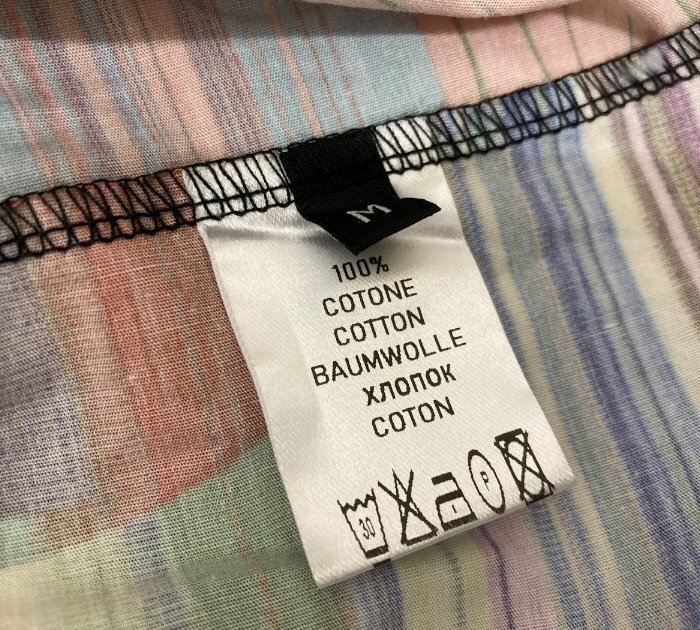 M
100%
COTONE
COTTON
BAUMWOLLE
ХЛОПОК
COTON
30 P